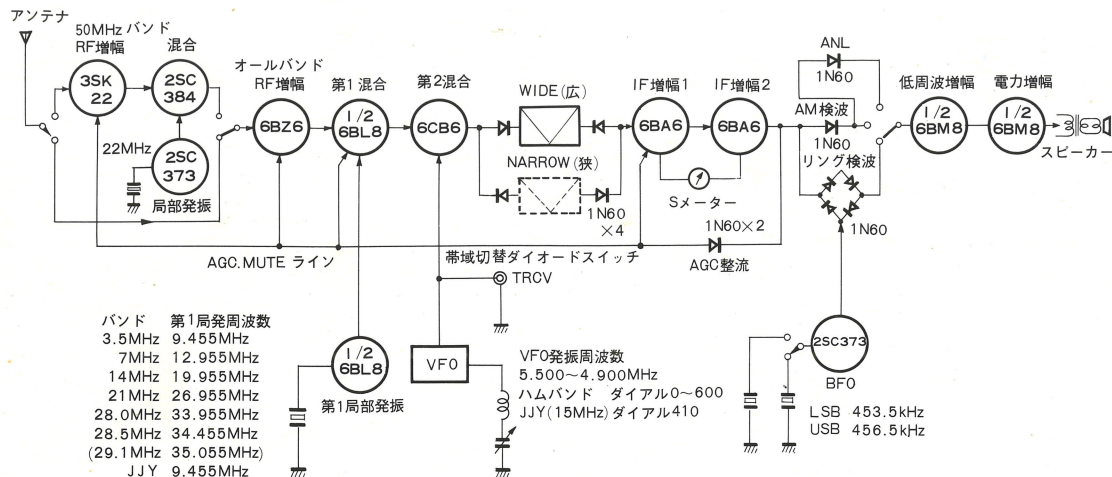 アンテナ
50MHz バンド
RF増幅
混合
3SK
22
2SC
384
22MHz
2SC
373
局部発振
オールバンド
RF増幅
6BZ6
第1混合
1/2
6BL8
第2混合
6CB6
WIDE(広)
NARROW(狭)
1N60
×4
IF増幅1
6BA6
IF増幅2
6BA6
Sメーター
1N60×2
AGC整流
ANL
1N60
AM検波
1N60
リング検波
1N60
低周波増幅
1/2
6BM8
電力増幅
1/2
6BM8
スピーカー
AGC.MUTE ライン
帯域切替ダイオードスイッチ
TRCV
バンド 第1局発周波数
3.5MHz 9.455MHz
7MHz 12.955MHz
14MHz 19.955MHz
21MHz 26.955MHz
28.0MHz 33.955MHz
28.5MHz 34.455MHz
(29.1MHz 35.055MHz)
JJY 9.455MHz
1/2
6BL8
第1局部発振
VFO
VFO発振周波数
5.500~4.900MHz
ハムバンド ダイアル0~600
JJY(15MHz)ダイアル410
2SC373
BFO
LSB 453.5kHz
USB 456.5kHz